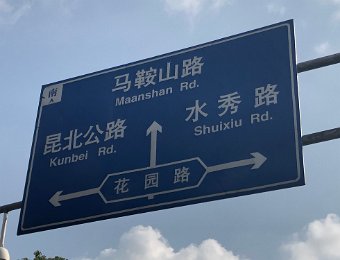 南
马鞍山路
Maanshan Rd.
昆北公路
Kunbei Rd.
水秀路
Shuixiu Rd.
花园路